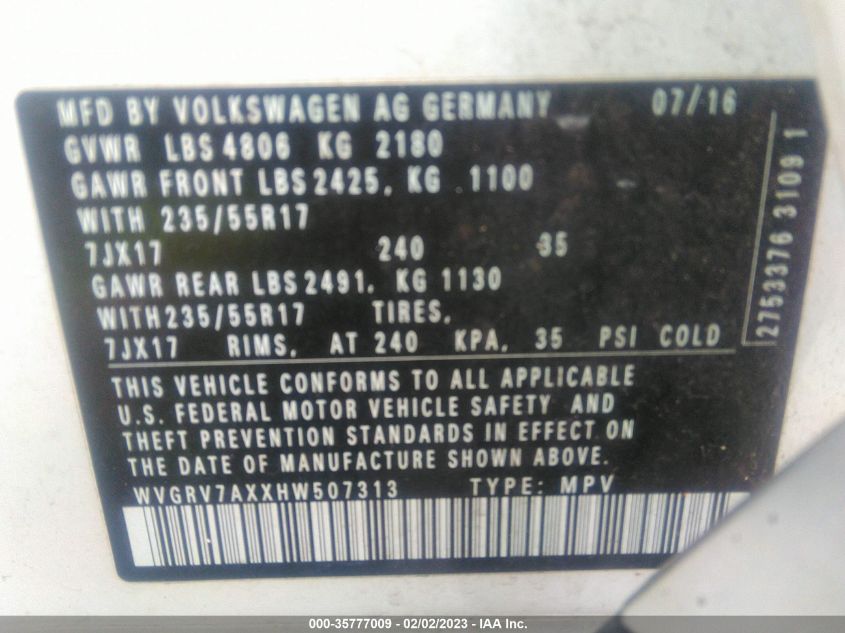 MFD BY VOLKSWAGEN AG GERMANY 07/16
GVWR LBS 4806 KG 2180
GAWR FRONT LBS 2425, KG 1100
WITH 235/55R17
7JX17 240 35
GAWR REAR LBS 2491, KG 1130
WITH 235/55R17 TIRES,
7JX17 RIMS, AT 240 KPA, 35 PSI COLD
THIS VEHICLE CONFORMS TO ALL APPLICABLE
U.S. FEDERAL MOTOR VEHICLE SAFETY AND
THEFT PREVENTION STANDARDS IN EFFECT ON
THE DATE OF MANUFACTURE SHOWN ABOVE.
WVGRV7AXXHW507313 TYPE: MPV
2753376 3109 1
000-35777009 - 02/02/2023 - IAA Inc.